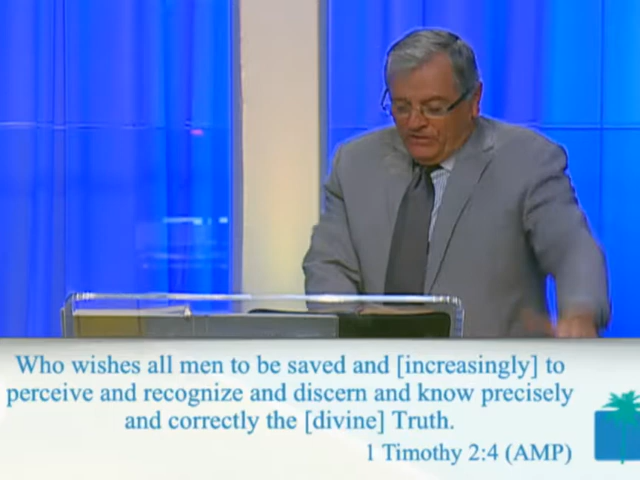 Who wishes all men to be saved and [increasingly] to
perceive and recognize and discern and know precisely
and correctly the [divine] Truth.
1 Timothy 2:4 (AMP)